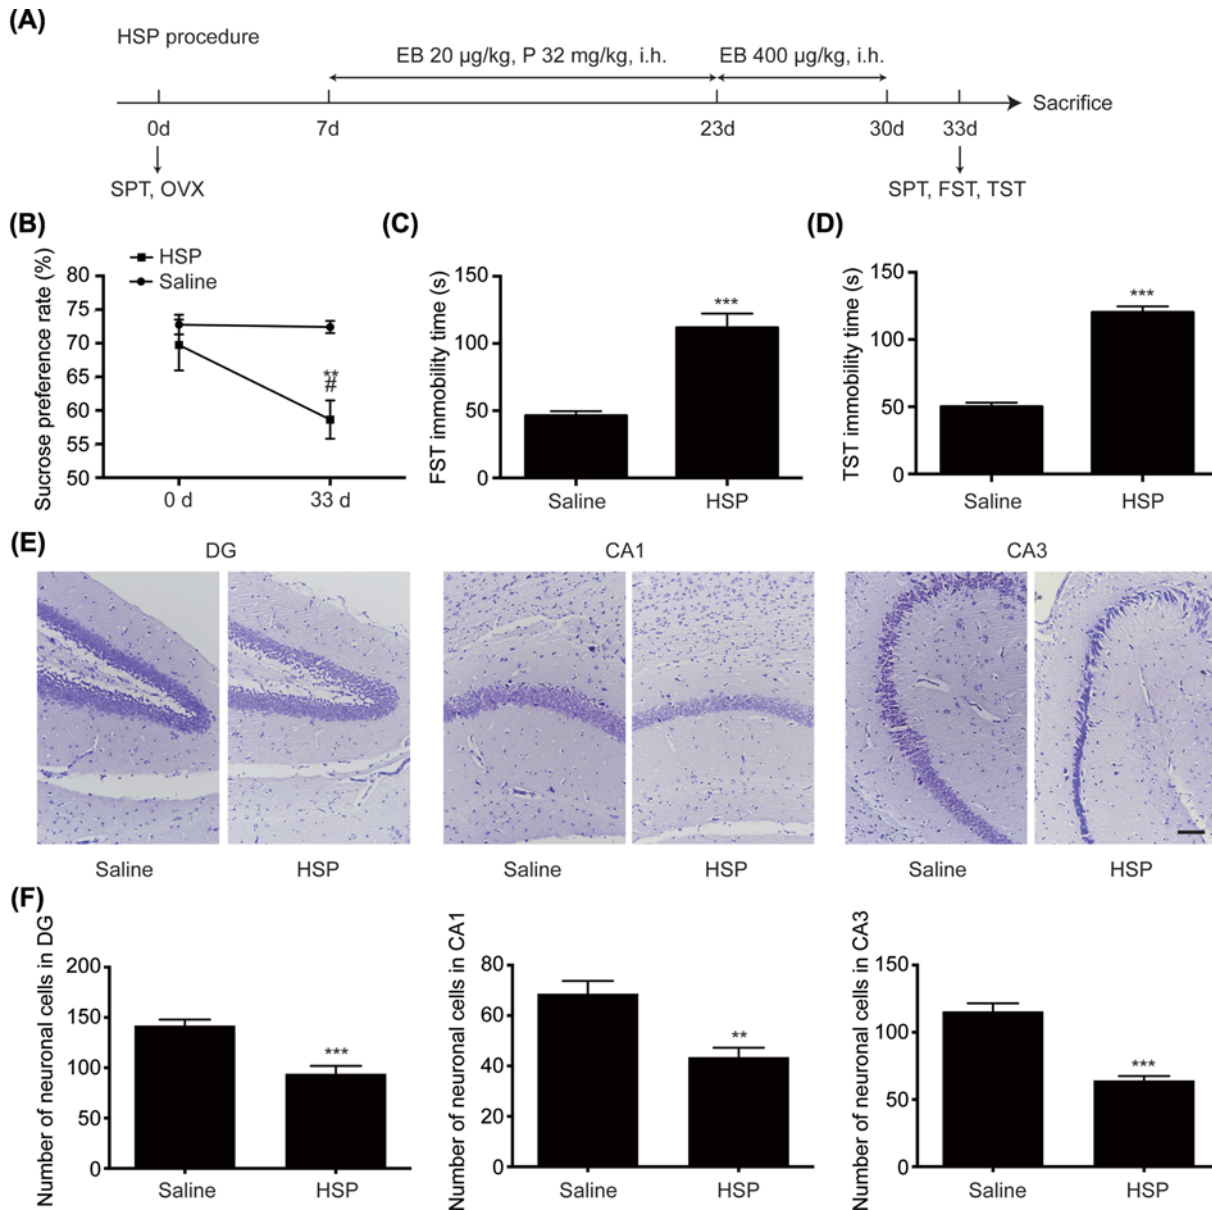 (A)
HSP procedure
EB 20 µg/kg, P 32 mg/kg, i.h.
EB 400 µg/kg, i.h.
Sacrifice
0d
7d
23d
30d
33d
SPT, OVX
SPT, FST, TST
(B)
HSP
Saline
Sucrose preference rate (%)
80
75
70
65
60
55
50
**
#
0 d
33 d
(C)
FST immobility time (s)
150
100
50
0
***
Saline
HSP
(D)
TST immobility time (s)
150
100
50
0
***
Saline
HSP
(E)
DG
CA1
CA3
Saline
HSP
Saline
HSP
Saline
HSP
(F)
Number of neuronal cells in DG
200
150
100
50
0
***
Saline
HSP
Number of neuronal cells in CA1
80
60
40
20
0
**
Saline
HSP
Number of neuronal cells in CA3
150
100
50
0
***
Saline
HSP